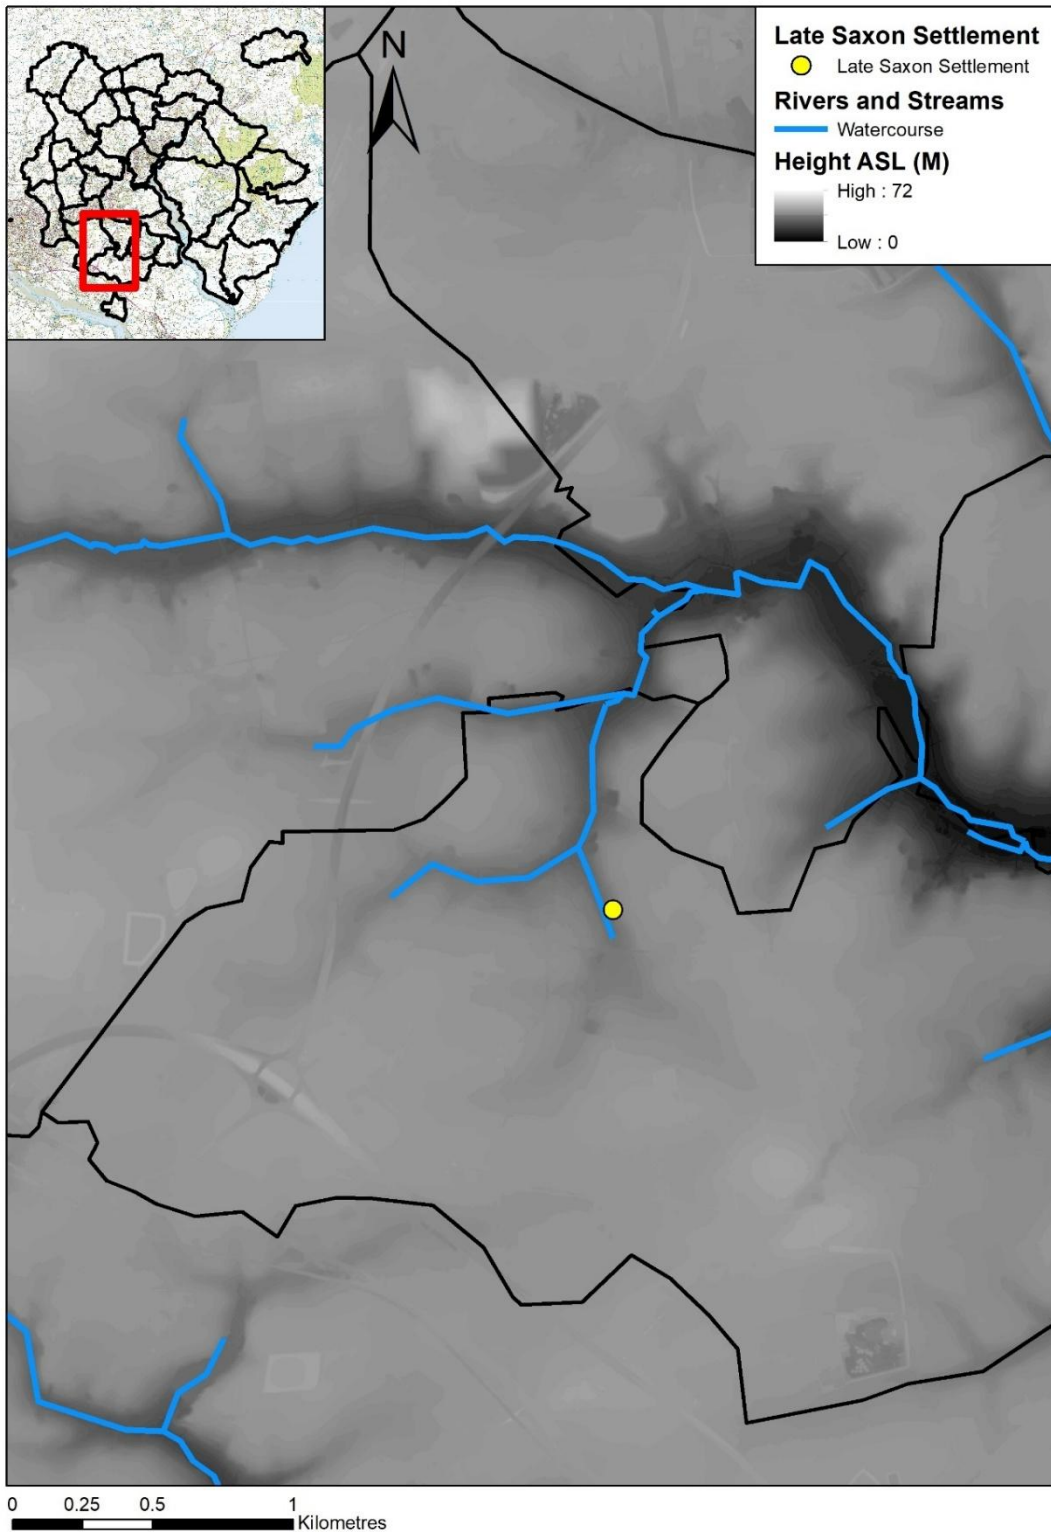 N
Late Saxon Settlement
Late Saxon Settlement
Rivers and Streams
Watercourse
Height ASL (M)
High : 72
Low : 0
0 0.25 0.5 1
Kilometres